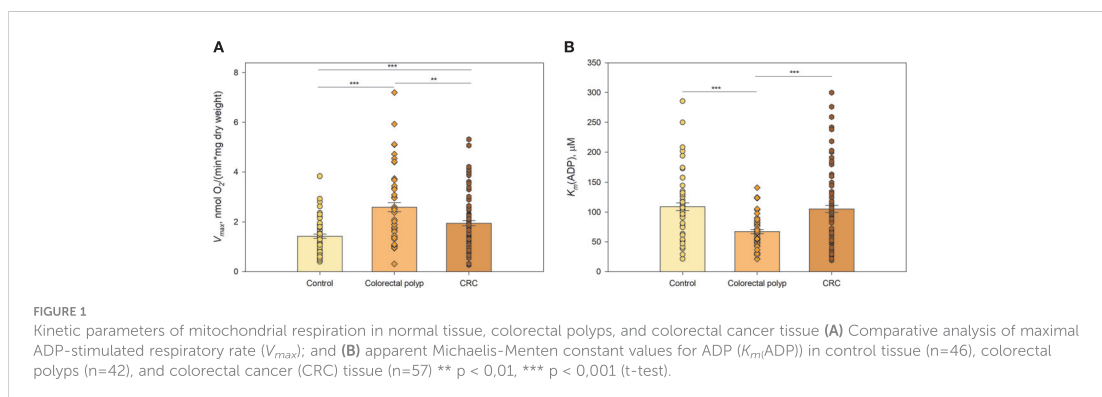 A
B
***
***
**
8
6
4
2
0
Vmax, nmol O2/(min*mg dry weight)
Control
Colorectal polyp
CRC
***
***
350
300
250
200
150
100
50
0
Km(ADP), µM
Control
Colorectal polyp
CRC
FIGURE 1
Kinetic parameters of mitochondrial respiration in normal tissue, colorectal polyps, and colorectal cancer tissue (A) Comparative analysis of maximal
ADP-stimulated respiratory rate (Vmax); and (B) apparent Michaelis-Menten constant values for ADP (Km(ADP)) in control tissue (n=46), colorectal
polyps (n=42), and colorectal cancer (CRC) tissue (n=57) ** p < 0,01, *** p < 0,001 (t-test).